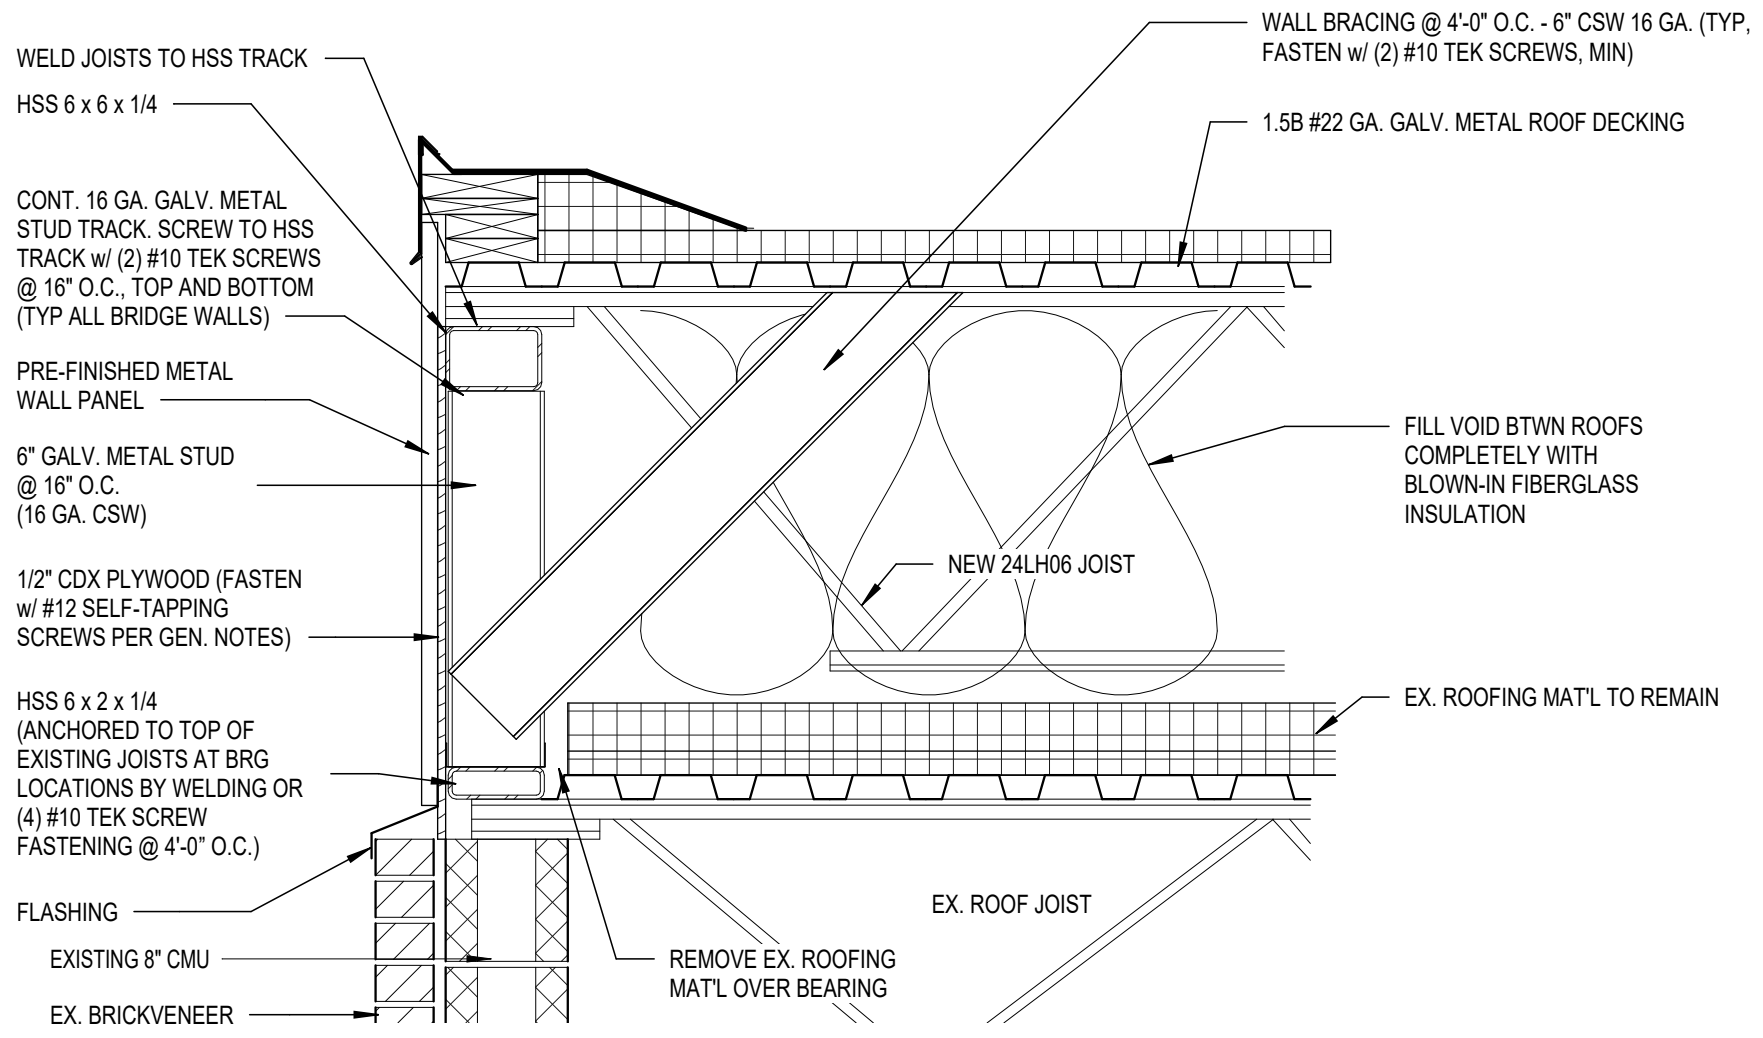 WELD JOISTS TO HSS TRACK
HSS 6 x 6 x 1/4
CONT. 16 GA. GALV. METAL
STUD TRACK. SCREW TO HSS
TRACK w/ (2) #10 TEK SCREWS
@ 16" O.C., TOP AND BOTTOM
(TYP ALL BRIDGE WALLS)
PRE-FINISHED METAL
WALL PANEL
6" GALV. METAL STUD
@ 16" O.C.
(16 GA. CSW)
1/2" CDX PLYWOOD (FASTEN
w/ #12 SELF-TAPPING
SCREWS PER GEN. NOTES)
HSS 6 x 2 x 1/4
(ANCHORED TO TOP OF
EXISTING JOISTS AT BRG
LOCATIONS BY WELDING OR
(4) #10 TEK SCREW
FASTENING @ 4'-0” O.C.)
FLASHING
EXISTING 8" CMU
EX. BRICKVENEER
WALL BRACING @ 4'-0" O.C. - 6" CSW 16 GA. (TYP,
FASTEN w/ (2) #10 TEK SCREWS, MIN)
1.5B #22 GA. GALV. METAL ROOF DECKING
FILL VOID BTWN ROOFS
COMPLETELY WITH
BLOWN-IN FIBERGLASS
INSULATION
NEW 24LH06 JOIST
EX. ROOFING MAT'L TO REMAIN
EX. ROOF JOIST
REMOVE EX. ROOFING
MAT'L OVER BEARING